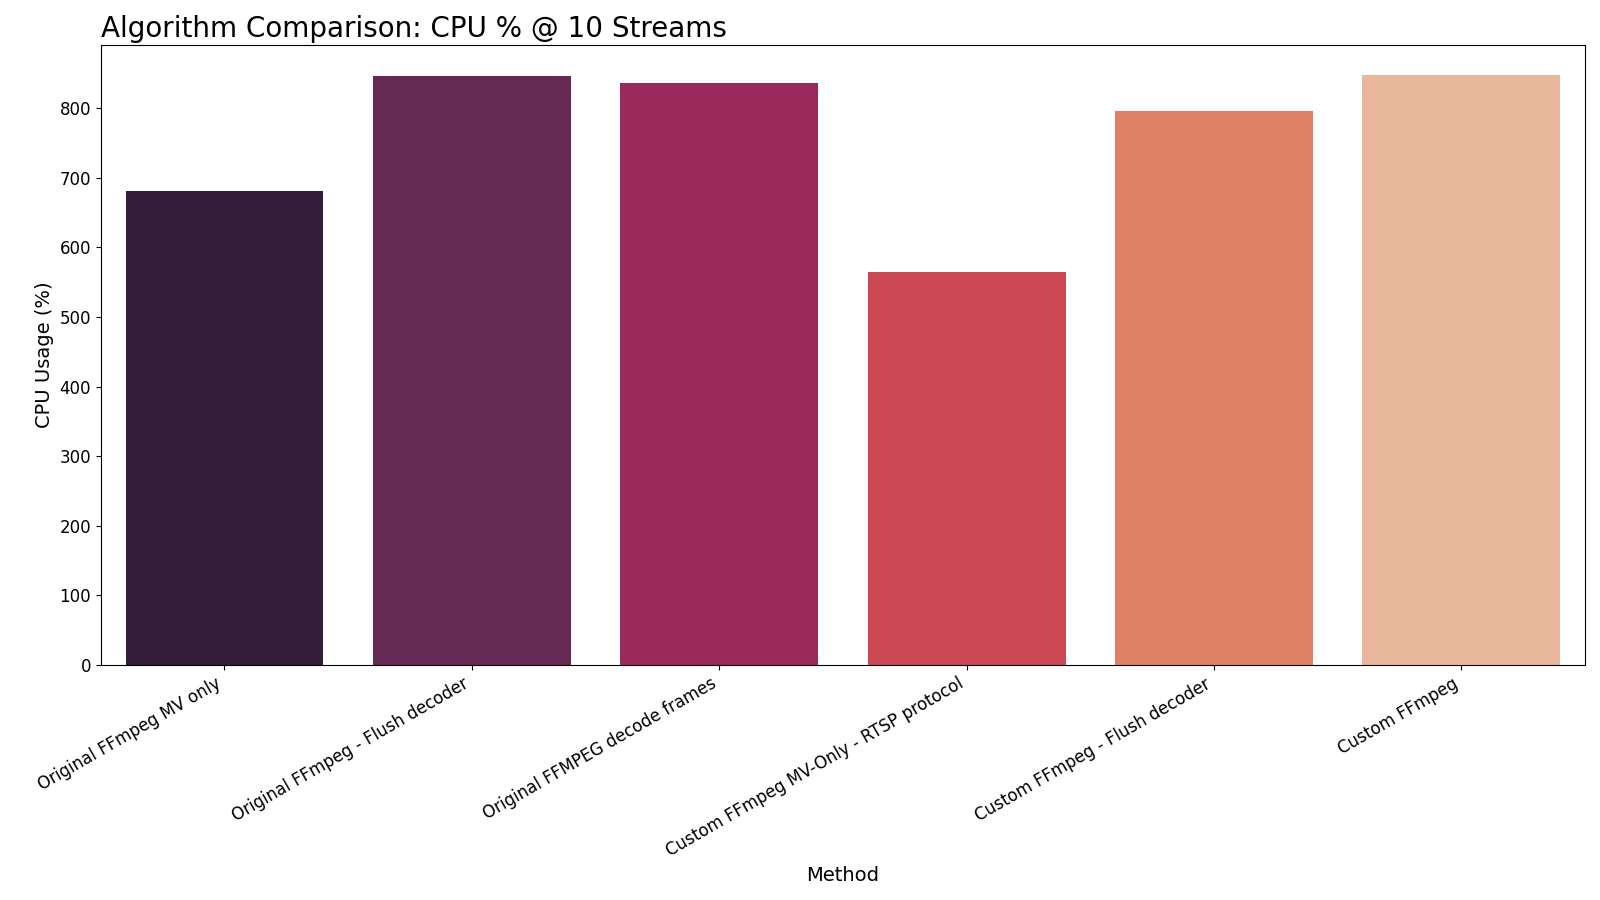 Algorithm Comparison: CPU % @ 10 Streams
CPU Usage (%)
800
700
600
500
400
300
200
100
0
Original FFmpeg MV only
Original FFmpeg - Flush decoder
Original FFMPEG decode frames
Custom FFmpeg MV-Only - RTSP protocol
Custom FFmpeg - Flush decoder
Custom FFmpeg
Method